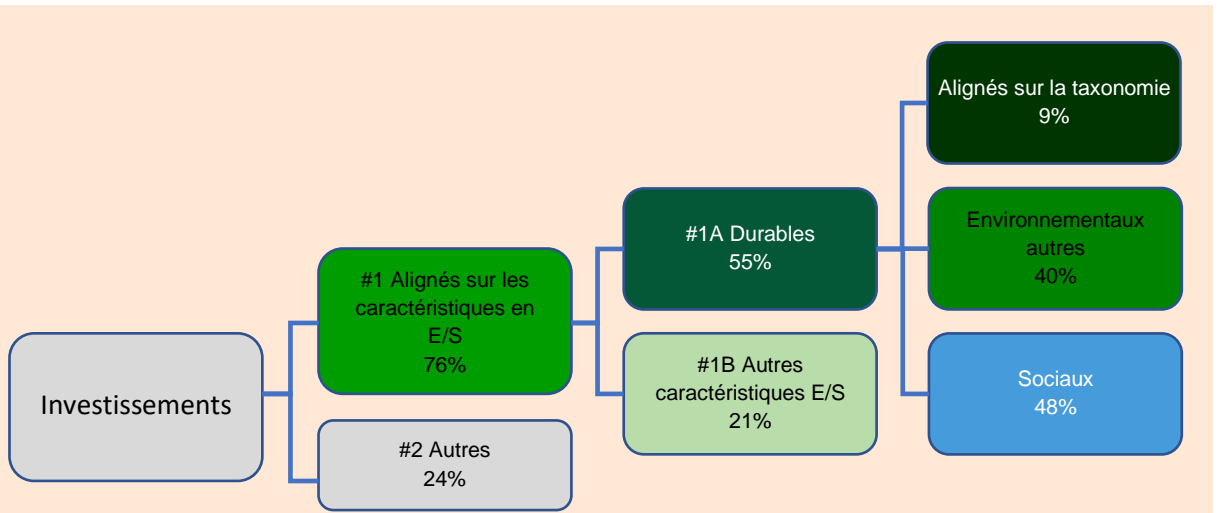 Investissements
#1 Alignés sur les
caractéristiques en
E/S
76%
#2 Autres
24%
#1A Durables
55%
#1B Autres
caractéristiques E/S
21%
Alignés sur la taxonomie
9%
Environnementaux
autres
40%
Sociaux
48%